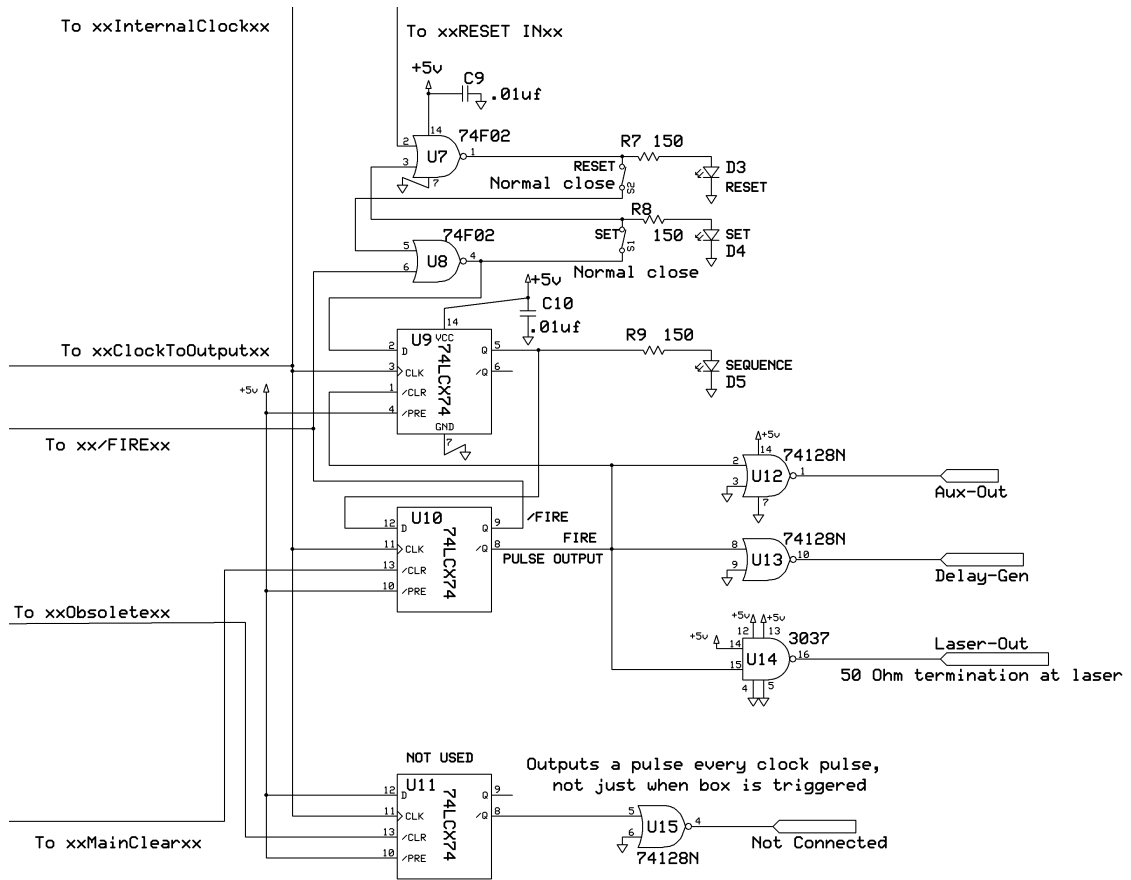 To xxInternalClockxx
To xxRESET INxx
+5v
C9
.01uf
14
74F02
2
3
U7
1
7
R7 150
RESET
S2
Normal close
D3
RESET
R8
150
SET
S1
SET
D4
74F02
5
6
U8
4
Normal close
+5v
C10
.01uf
14
U9
VCC
74LCX74
2
D
3
CLK
1
/CLR
4
/PRE
GND
7
Q
5
/Q
6
R9 150
SEQUENCE
D5
To xxClockToOutputxx
+5v
To xx/FIRExx
+5v
14
74128N
2
3
U12
1
7
Aux-Out
U10
74LCX74
12
D
11
CLK
13
/CLR
10
/PRE
Q
9
/Q
8
/FIRE
FIRE
PULSE OUTPUT
74128N
8
9
U13
10
Delay-Gen
To xxObsoletexx
+5v
+5v
12
13
3037
+5v
14
15
U14
16
4
5
Laser-Out
50 Ohm termination at laser
NOT USED
Outputs a pulse every clock pulse,
not just when box is triggered
U11
74LCX74
12
D
11
CLK
13
/CLR
10
/PRE
Q
9
/Q
8
5
6
U15
4
74128N
Not Connected
To xxMainClearxx